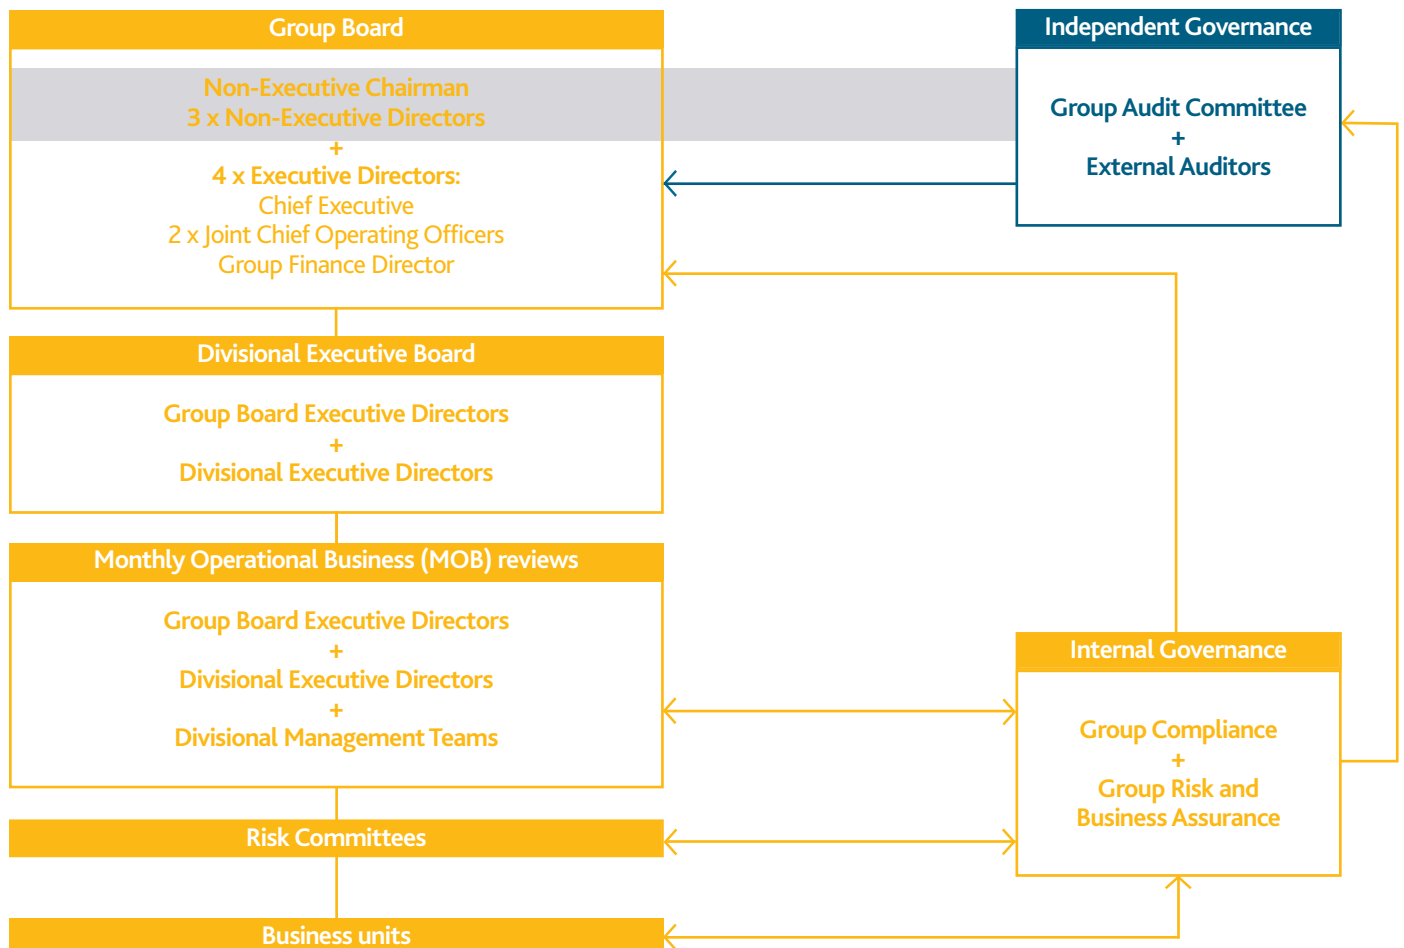 Group Board
Non-Executive Chairman
3 x Non-Executive Directors
+
4 x Executive Directors:
Chief Executive
2 x Joint Chief Operating Officers
Group Finance Director
Independent Governance
Group Audit Committee
+
External Auditors
Divisional Executive Board
Group Board Executive Directors
+
Divisional Executive Directors
Monthly Operational Business (MOB) reviews
Group Board Executive Directors
+
Divisional Executive Directors
+
Divisional Management Teams
Internal Governance
Group Compliance
+
Group Risk and
Business Assurance
Risk Committees
Business units